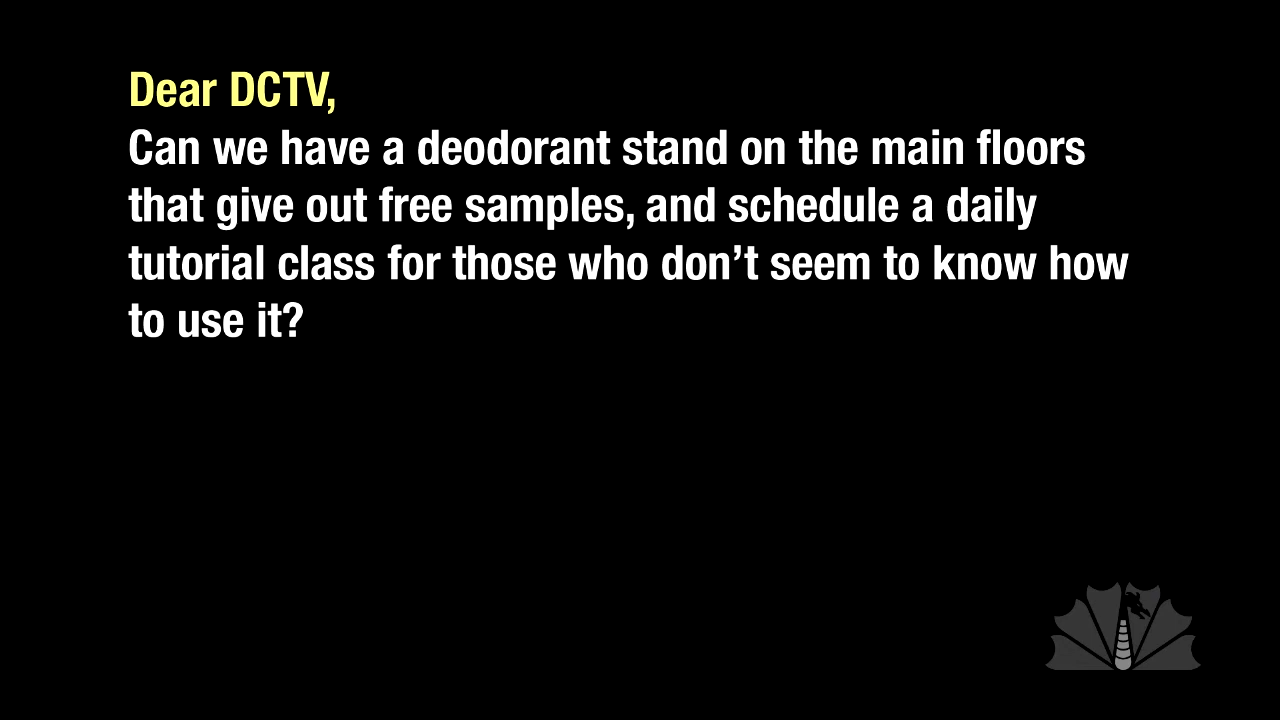 Dear DCTV,
Can we have a deodorant stand on the main floors
that give out free samples, and schedule a daily
tutorial class for those who don’t seem to know how
to use it?